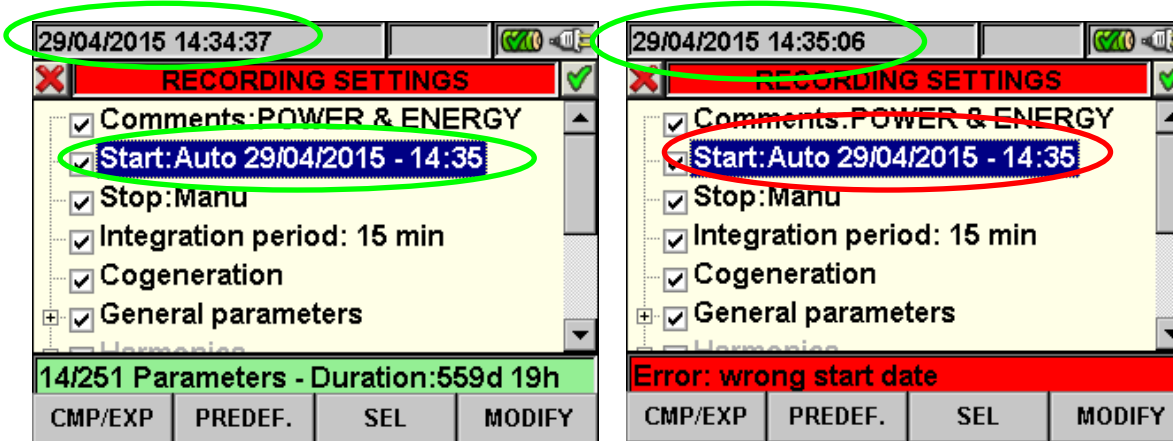 29/04/2015 14:34:37
RECORDING SETTINGS
Comments:POWER & ENERGY
Start:Auto 29/04/2015 - 14:35
Stop:Manu
Integration period: 15 min
Cogeneration
General parameters
Harmonics
14/251 Parameters - Duration:559d 19h
CMP/EXP PREDEF. SEL MODIFY
29/04/2015 14:35:06
RECORDING SETTINGS
Comments:POWER & ENERGY
Start:Auto 29/04/2015 - 14:35
Stop:Manu
Integration period: 15 min
Cogeneration
General parameters
Harmonics
Error: wrong start date
CMP/EXP PREDEF. SEL MODIFY